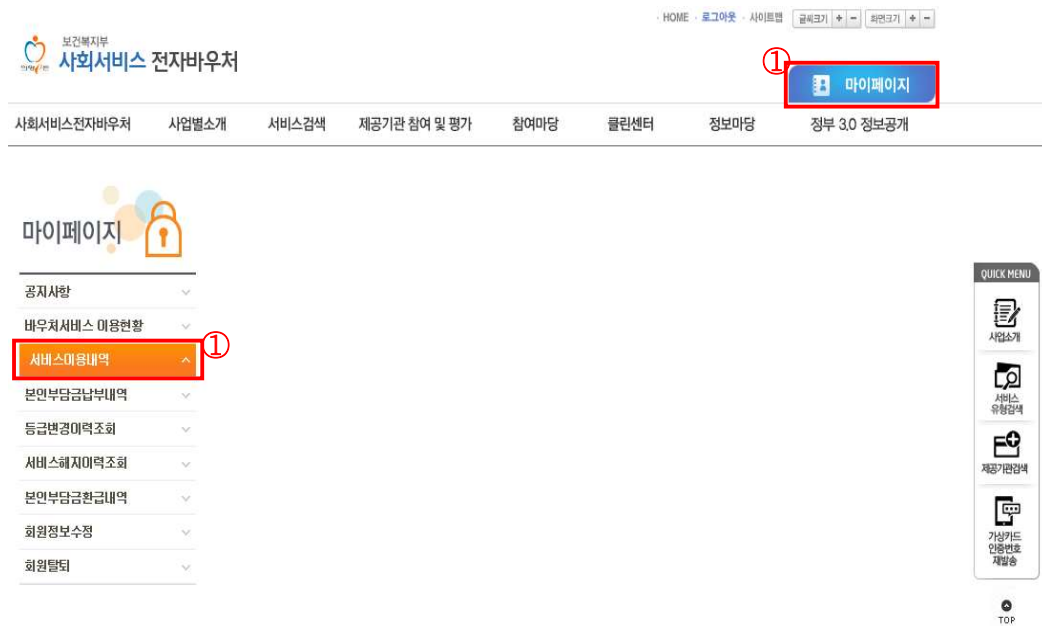 · HOME · 로그아웃 · 사이트맵 글씨크기 + - 화면크기 + -
보건복지부
사회서비스 전자바우처
①
마이페이지
사회서비스전자바우처 사업별소개 서비스검색 제공기관 참여 및 평가 참여마당 클린센터 정보마당 정부 3.0 정보공개
마이페이지
공지사항
바우처서비스 이용현황
①
서비스이용내역
본인부담금납부내역
등급변경이력조회
서비스해지이력조회
본인부담금환급내역
회원정보수정
회원탈퇴
QUICK MENU
사업소개
서비스
유형검색
제공기관검색
가상카드
인증번호
재발송
TOP